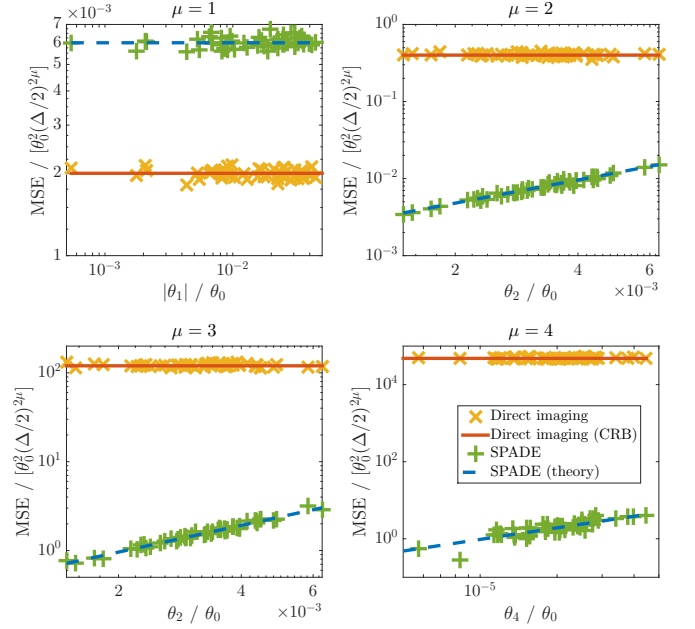 μ = 1
MSE / [θ₀²(Δ/2)^{2μ}]
×10⁻³
7
6
5
4
3
2
1
10⁻³
10⁻²
|θ₁| / θ₀
μ = 2
MSE / [θ₀²(Δ/2)^{2μ}]
10⁰
10⁻¹
10⁻²
10⁻³
2
4
6
×10⁻³
θ₂ / θ₀
μ = 3
MSE / [θ₀²(Δ/2)^{2μ}]
10²
10¹
10⁰
2
4
6
×10⁻³
θ₂ / θ₀
μ = 4
MSE / [θ₀²(Δ/2)^{2μ}]
10⁴
10²
10⁰
10⁻⁵
θ₄ / θ₀
Direct imaging
Direct imaging (CRB)
SPADE
SPADE (theory)